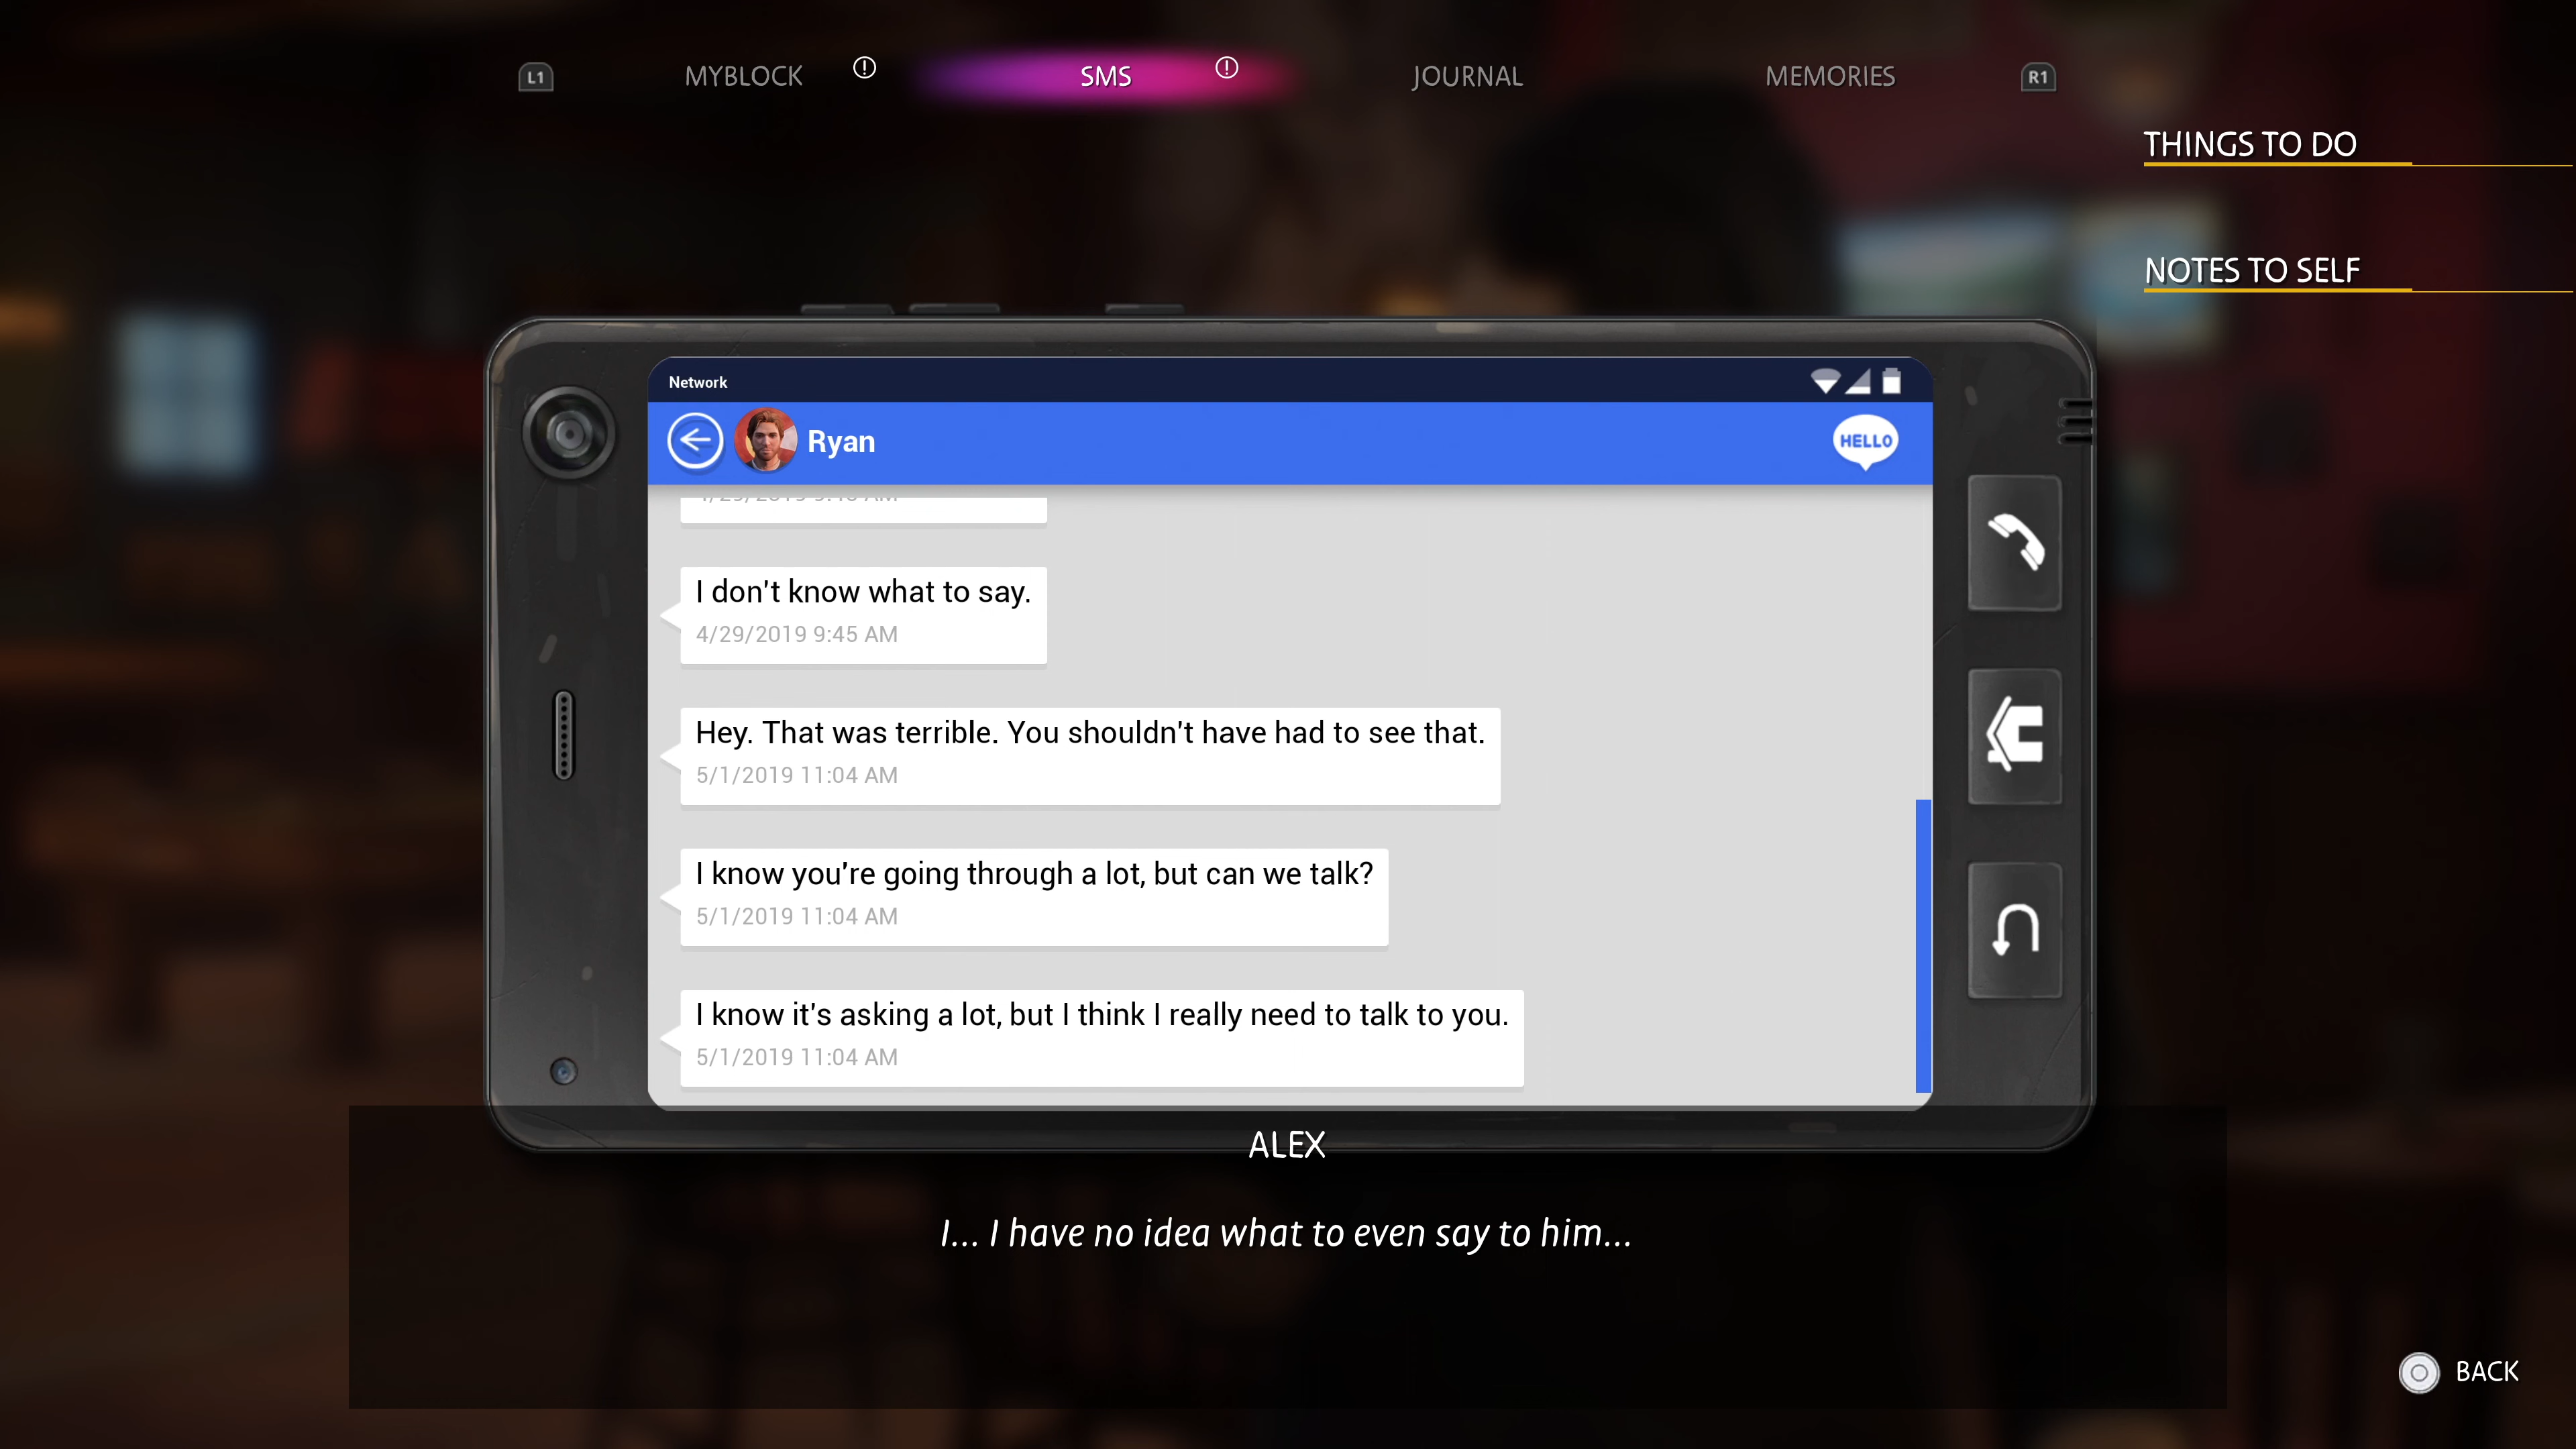 L1
MYBLOCK
SMS
JOURNAL
MEMORIES
R1
THINGS TO DO
NOTES TO SELF
Network
Ryan
HELLO
I don't know what to say.
4/29/2019 9:45 AM
Hey. That was terrible. You shouldn't have had to see that.
5/1/2019 11:04 AM
I know you're going through a lot, but can we talk?
5/1/2019 11:04 AM
I know it's asking a lot, but I think I really need to talk to you.
5/1/2019 11:04 AM
ALEX
I... I have no idea what to even say to him...
BACK